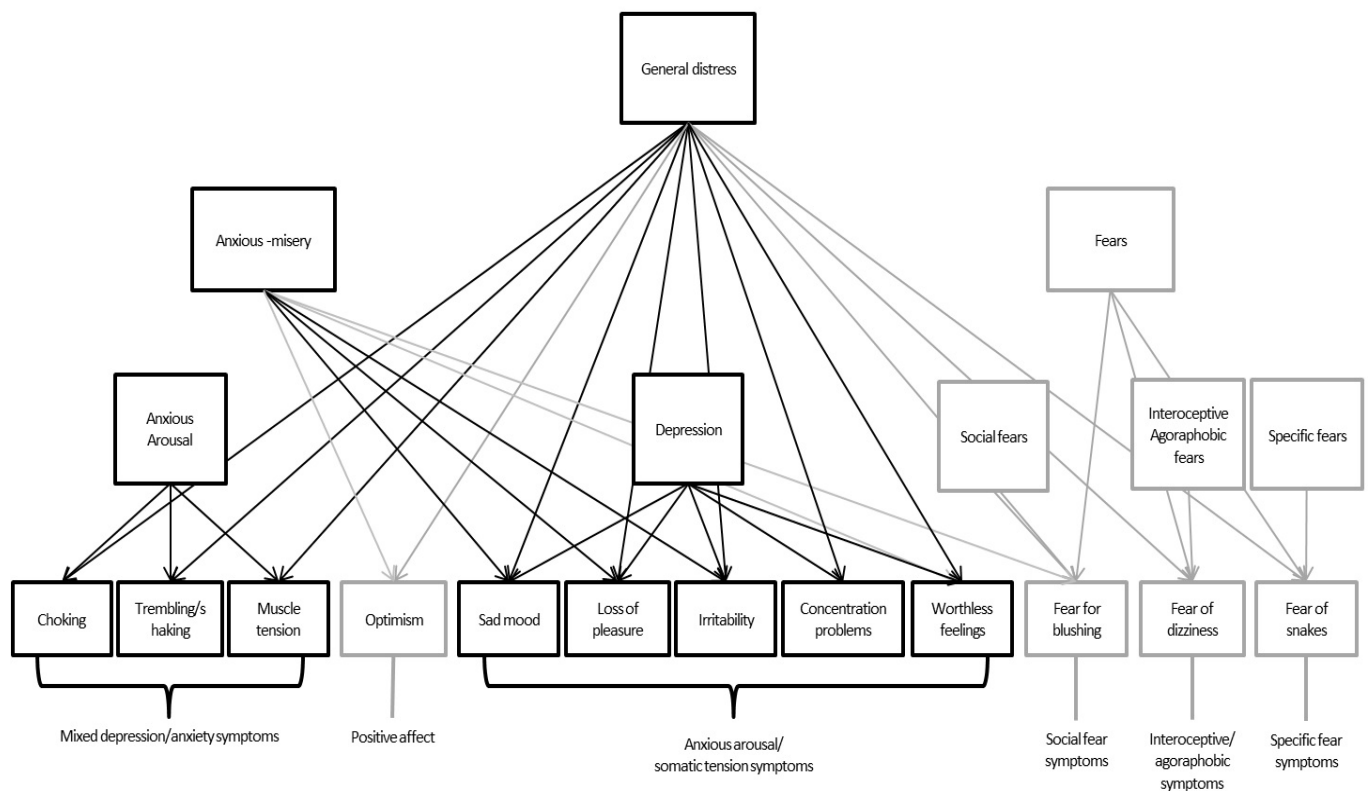 General distress
Anxious -misery
Fears
Anxious
Arousal
Depression
Social fears
Interoceptive
Agoraphobic
fears
Specific fears
Choking
Trembling/s
haking
Muscle
tension
Optimism
Sad mood
Loss of
pleasure
Irritability
Concentration
problems
Worthless
feelings
Fear for
blushing
Fear of
dizziness
Fear of
snakes
Mixed depression/anxiety symptoms
Positive affect
Anxious arousal/
somatic tension symptoms
Social fear
symptoms
Interoceptive/
agoraphobic
symptoms
Specific fear
symptoms